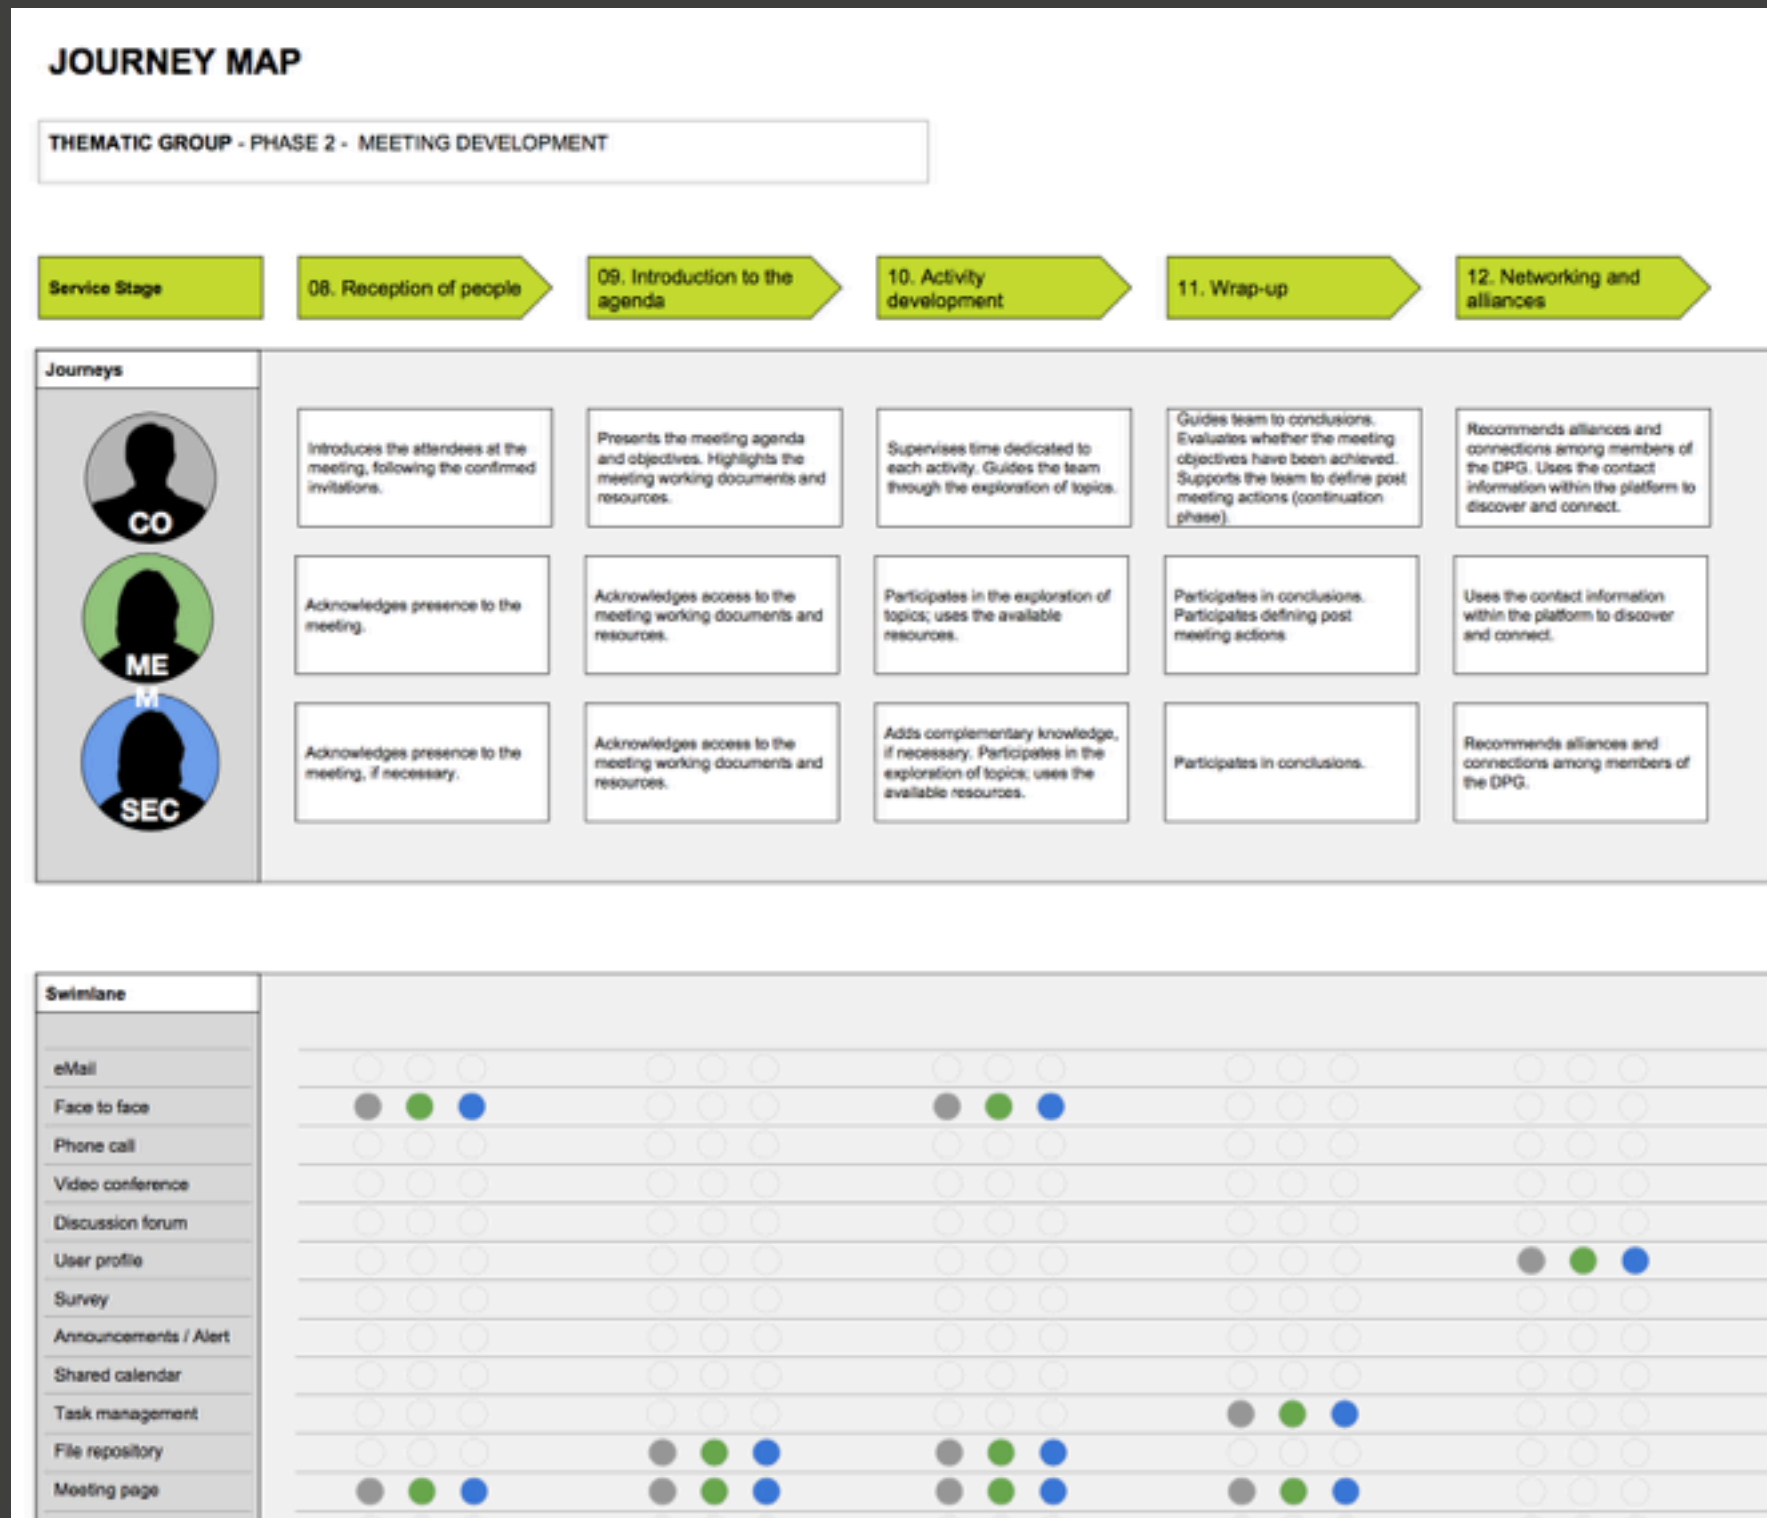 JOURNEY MAP
THEMATIC GROUP - PHASE 2 - MEETING DEVELOPMENT
Service Stage
08. Reception of people
09. Introduction to the
agenda
10. Activity
development
11. Wrap-up
12. Networking and
alliances
Journeys
CO
Introduces the attendees at the
meeting, following the confirmed
invitations.
Presents the meeting agenda
and objectives. Highlights the
meeting working documents and
resources.
Supervises time dedicated to
each activity. Guides the team
through the exploration of topics.
Guides team to conclusions.
Evaluates whether the meeting
objectives have been achieved.
Supports the team to define post
meeting actions (continuation
phase).
Recommends alliances and
connections among members of
the DPG. Uses the contact
information within the platform to
discover and connect.
ME
M
Acknowledges presence to the
meeting.
Acknowledges access to the
meeting working documents and
resources.
Participates in the exploration of
topics; uses the available
resources.
Participates in conclusions.
Participates defining post
meeting actions
Uses the contact information
within the platform to discover
and connect.
SEC
Acknowledges presence to the
meeting, if necessary.
Acknowledges access to the
meeting working documents and
resources.
Adds complementary knowledge,
if necessary. Participates in the
exploration of topics; uses the
available resources.
Participates in conclusions.
Recommends alliances and
connections among members of
the DPG.
Swimlane
eMail
Face to face
Phone call
Video conference
Discussion forum
User profile
Survey
Announcements / Alert
Shared calendar
Task management
File repository
Meeting page